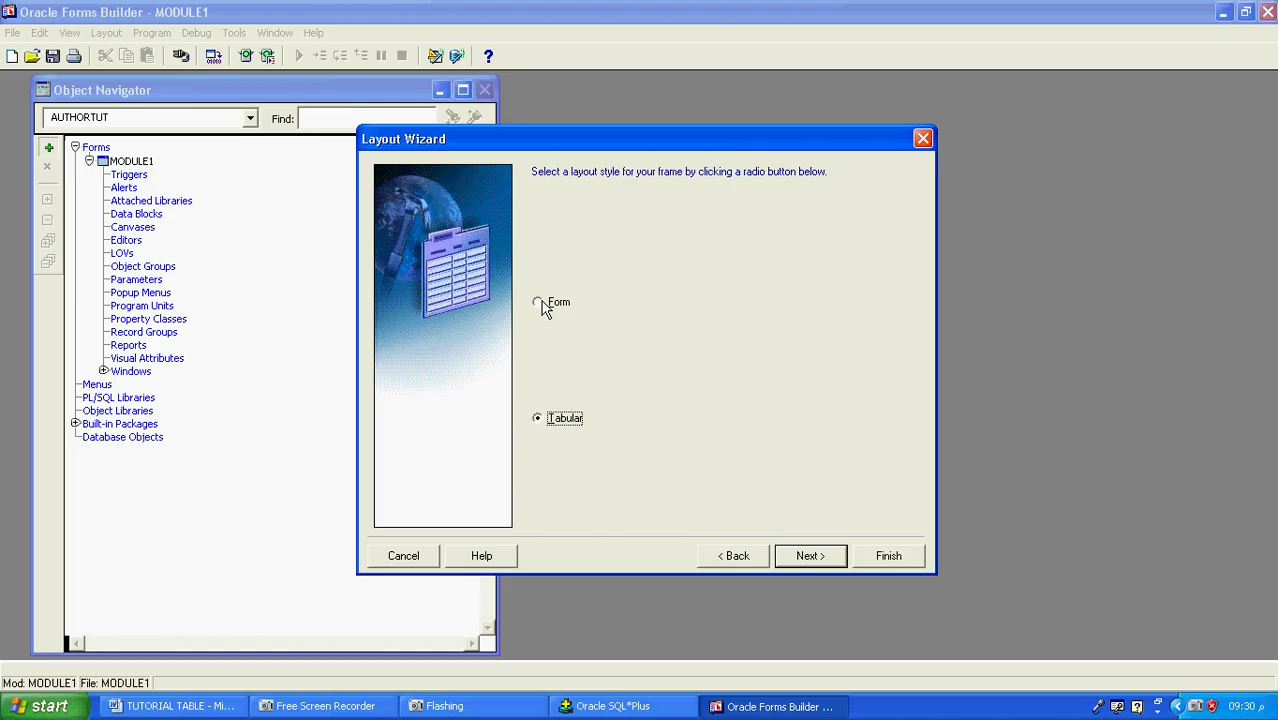 Oracle Forms Builder - MODULE1
File Edit View Layout Program Debug Tools Window Help
Object Navigator
AUTHORTUT
Find:
Forms
MODULE1
Triggers
Alerts
Attached Libraries
Data Blocks
Canvases
Editors
LOVs
Object Groups
Parameters
Popup Menus
Program Units
Property Classes
Record Groups
Reports
Visual Attributes
Windows
Menus
PL/SQL Libraries
Object Libraries
Built-in Packages
Database Objects
Layout Wizard
Select a layout style for your frame by clicking a radio button below.
Form
Tabular
Cancel Help < Back Next > Finish
Mod: MODULE1 File: MODULE1
start TUTORIAL TABLE - Mi... Free Screen Recorder Flashing Oracle SQL*Plus Oracle Forms Builder ... 09:30 م